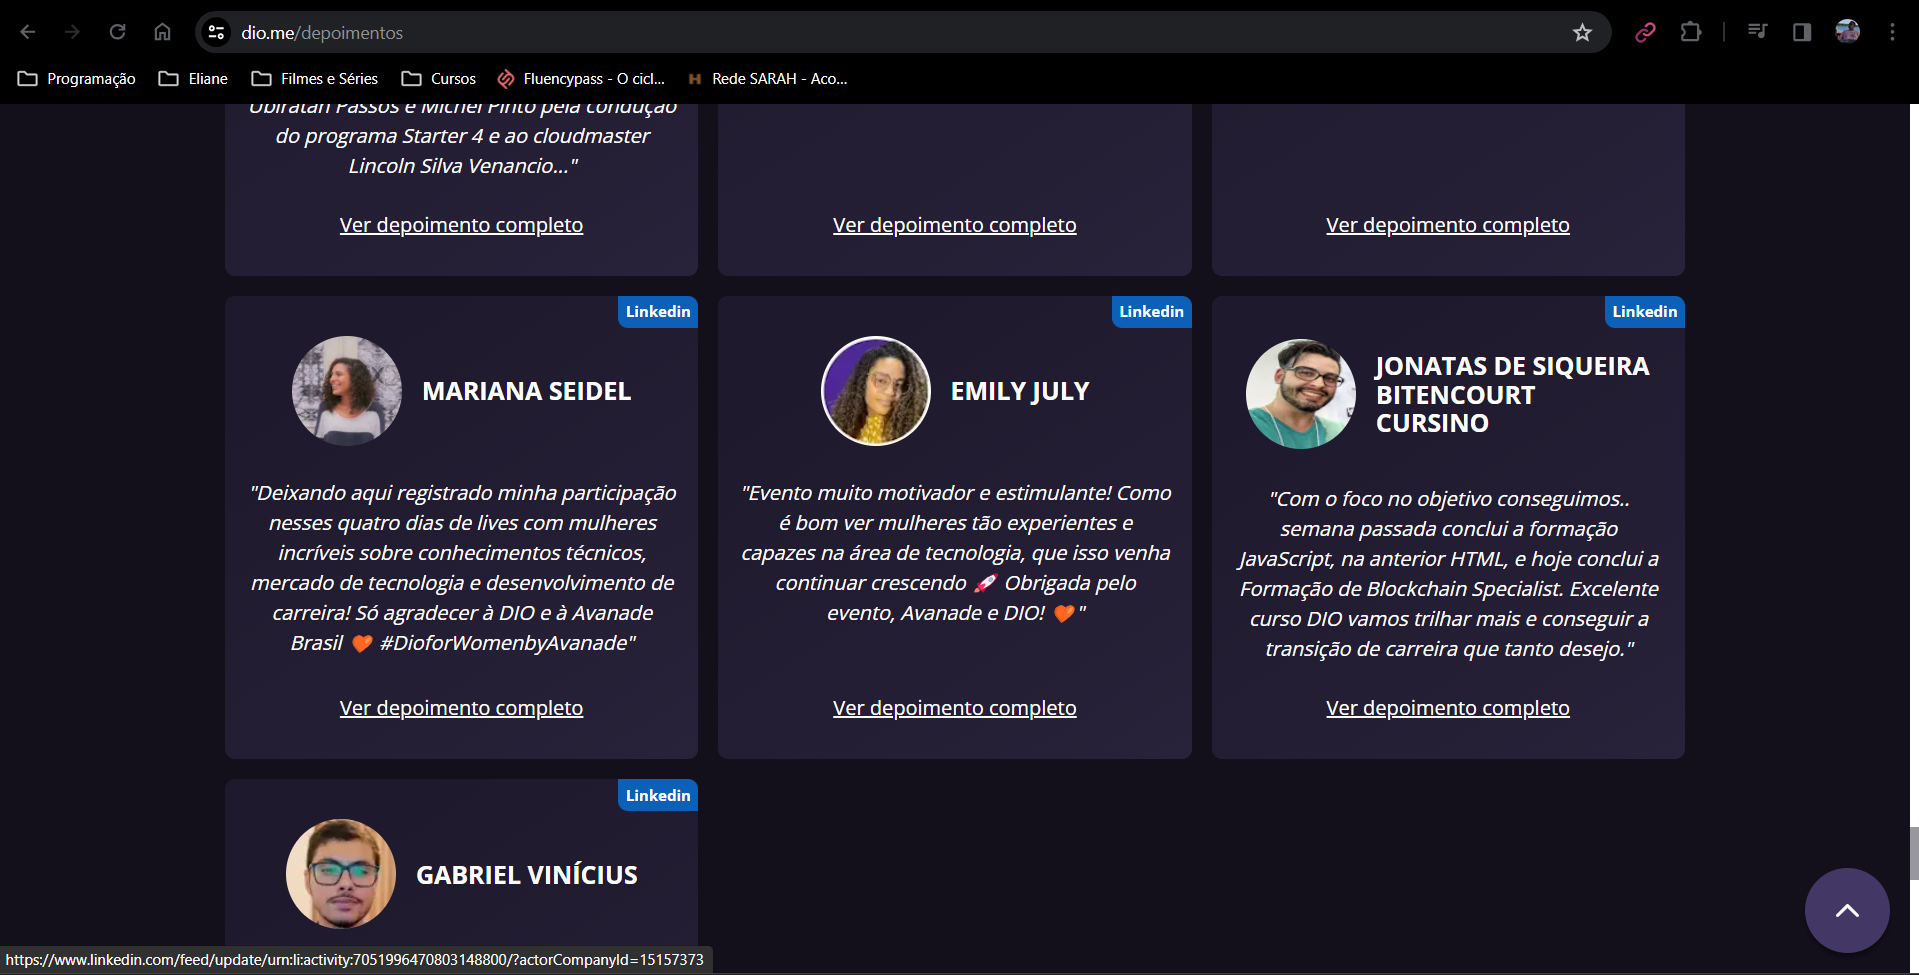 dio.me/depoimentos
Programação Eliane Filmes e Séries Cursos Fluencypass - O cicl... H Rede SARAH - Aco...
Ubiratan Passos e Michel Pinto pela condução
do programa Starter 4 e ao cloudmaster
Lincoln Silva Venancio..."
Ver depoimento completo
Ver depoimento completo
Ver depoimento completo
Linkedin
MARIANA SEIDEL
"Deixando aqui registrado minha participação
nesses quatro dias de lives com mulheres
incríveis sobre conhecimentos técnicos,
mercado de tecnologia e desenvolvimento de
carreira! Só agradecer à DIO e à Avanade
Brasil 🧡 #DioforWomenbyAvanade"
Ver depoimento completo
Linkedin
EMILY JULY
"Evento muito motivador e estimulante! Como
é bom ver mulheres tão experientes e
capazes na área de tecnologia, que isso venha
continuar crescendo 🚀 Obrigada pelo
evento, Avanade e DIO! 🧡"
Ver depoimento completo
Linkedin
JONATAS DE SIQUEIRA
BITENCOURT
CURSINO
"Com o foco no objetivo conseguimos..
semana passada conclui a formação
JavaScript, na anterior HTML, e hoje conclui a
Formação de Blockchain Specialist. Excelente
curso DIO vamos trilhar mais e conseguir a
transição de carreira que tanto desejo."
Ver depoimento completo
Linkedin
GABRIEL VINÍCIUS
https://www.linkedin.com/feed/update/urn:li:activity:7051996470803148800/?actorCompanyId=15157373